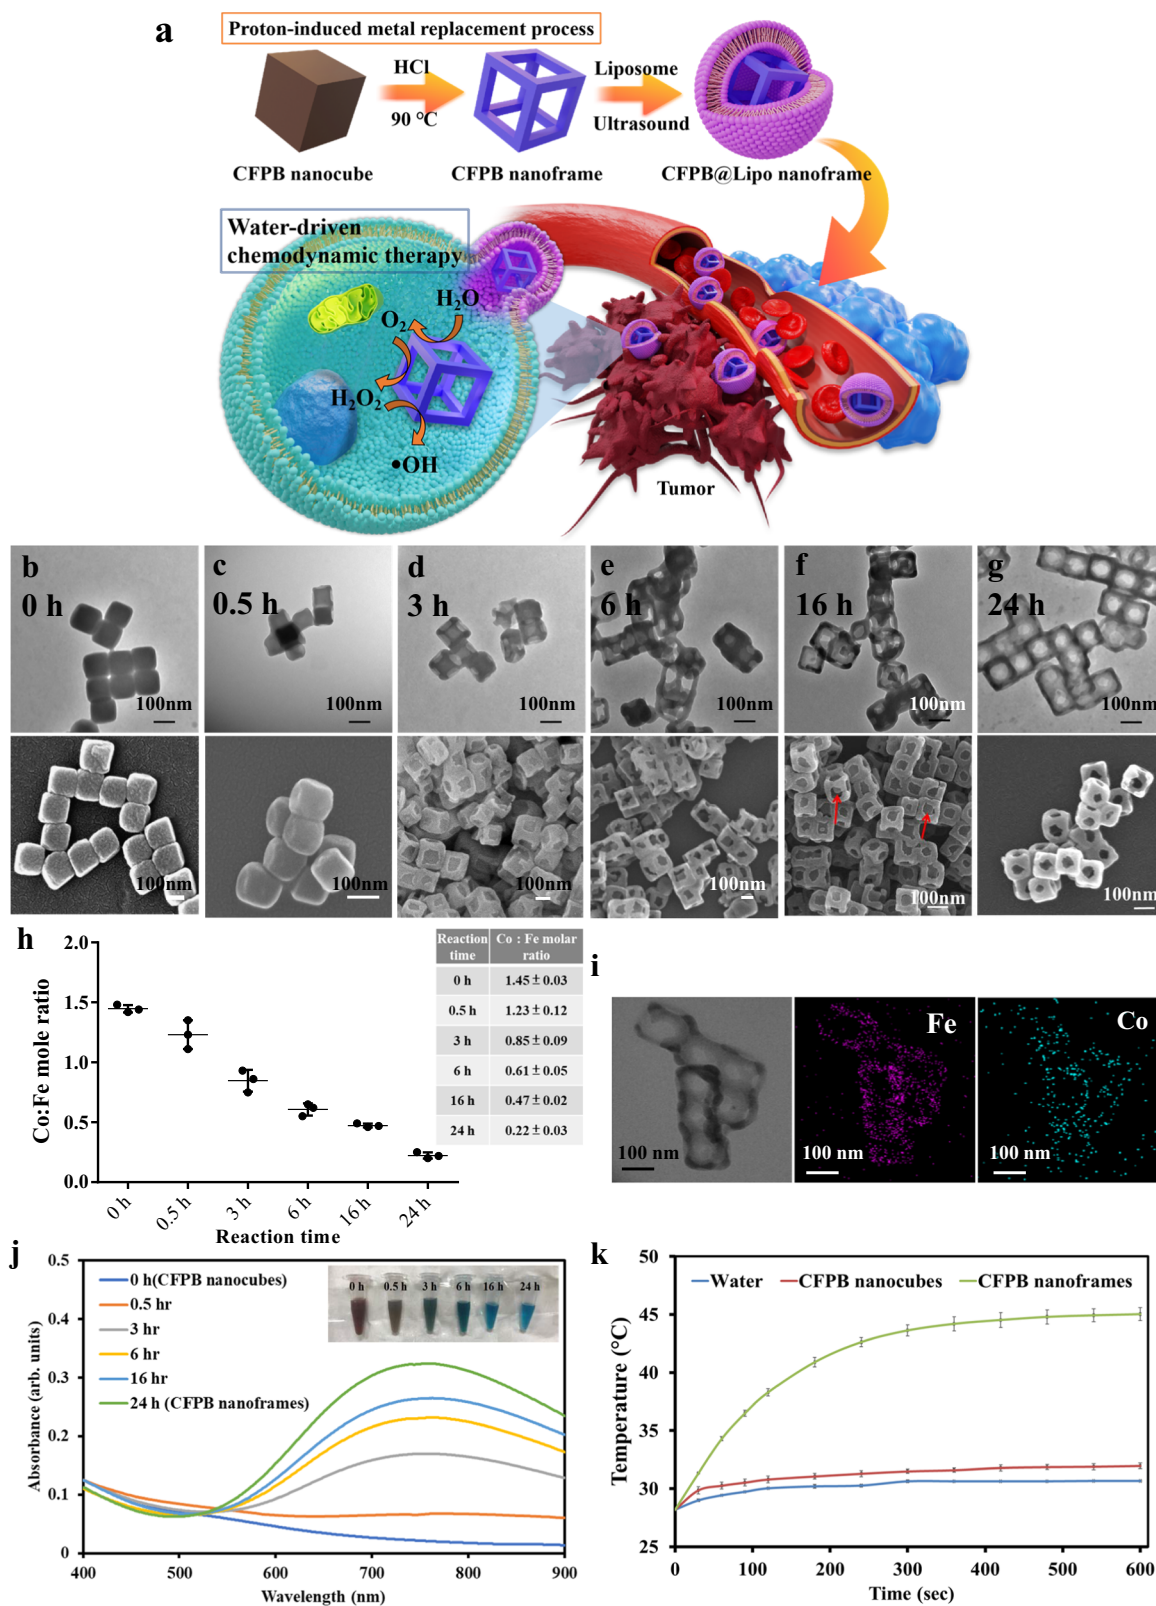 a
Proton-induced metal replacement process
HCl
90 °C
Liposome
Ultrasound
CFPB nanocube
CFPB nanoframe
CFPB@Lipo nanoframe
Water-driven
chemodynamic therapy
H₂O
O₂
H₂O₂
•OH
Tumor
b
0 h
100nm
c
0.5 h
100nm
d
3 h
100nm
e
6 h
100nm
f
16 h
100nm
g
24 h
100nm
100nm
100nm
100nm
100nm
100nm
100nm
h
Co:Fe mole ratio
2.0
1.5
1.0
0.5
0.0
0 h
0.5 h
3 h
6 h
16 h
24 h
Reaction time
Reaction time Co : Fe molar ratio
0 h 1.45 ± 0.03
0.5 h 1.23 ± 0.12
3 h 0.85 ± 0.09
6 h 0.61 ± 0.05
16 h 0.47 ± 0.02
24 h 0.22 ± 0.03
i
100 nm
Fe
100 nm
Co
100 nm
j
Absorbance (arb. units)
0.5
0.4
0.3
0.2
0.1
0
400 500 600 700 800 900
Wavelength (nm)
0 h(CFPB nanocubes)
0.5 hr
3 hr
6 hr
16 hr
24 h (CFPB nanoframes)
0 h 0.5 h 3 h 6 h 16 h 24 h
k
Temperature (°C)
50
45
40
35
30
25
0 100 200 300 400 500 600
Time (sec)
Water CFPB nanocubes CFPB nanoframes